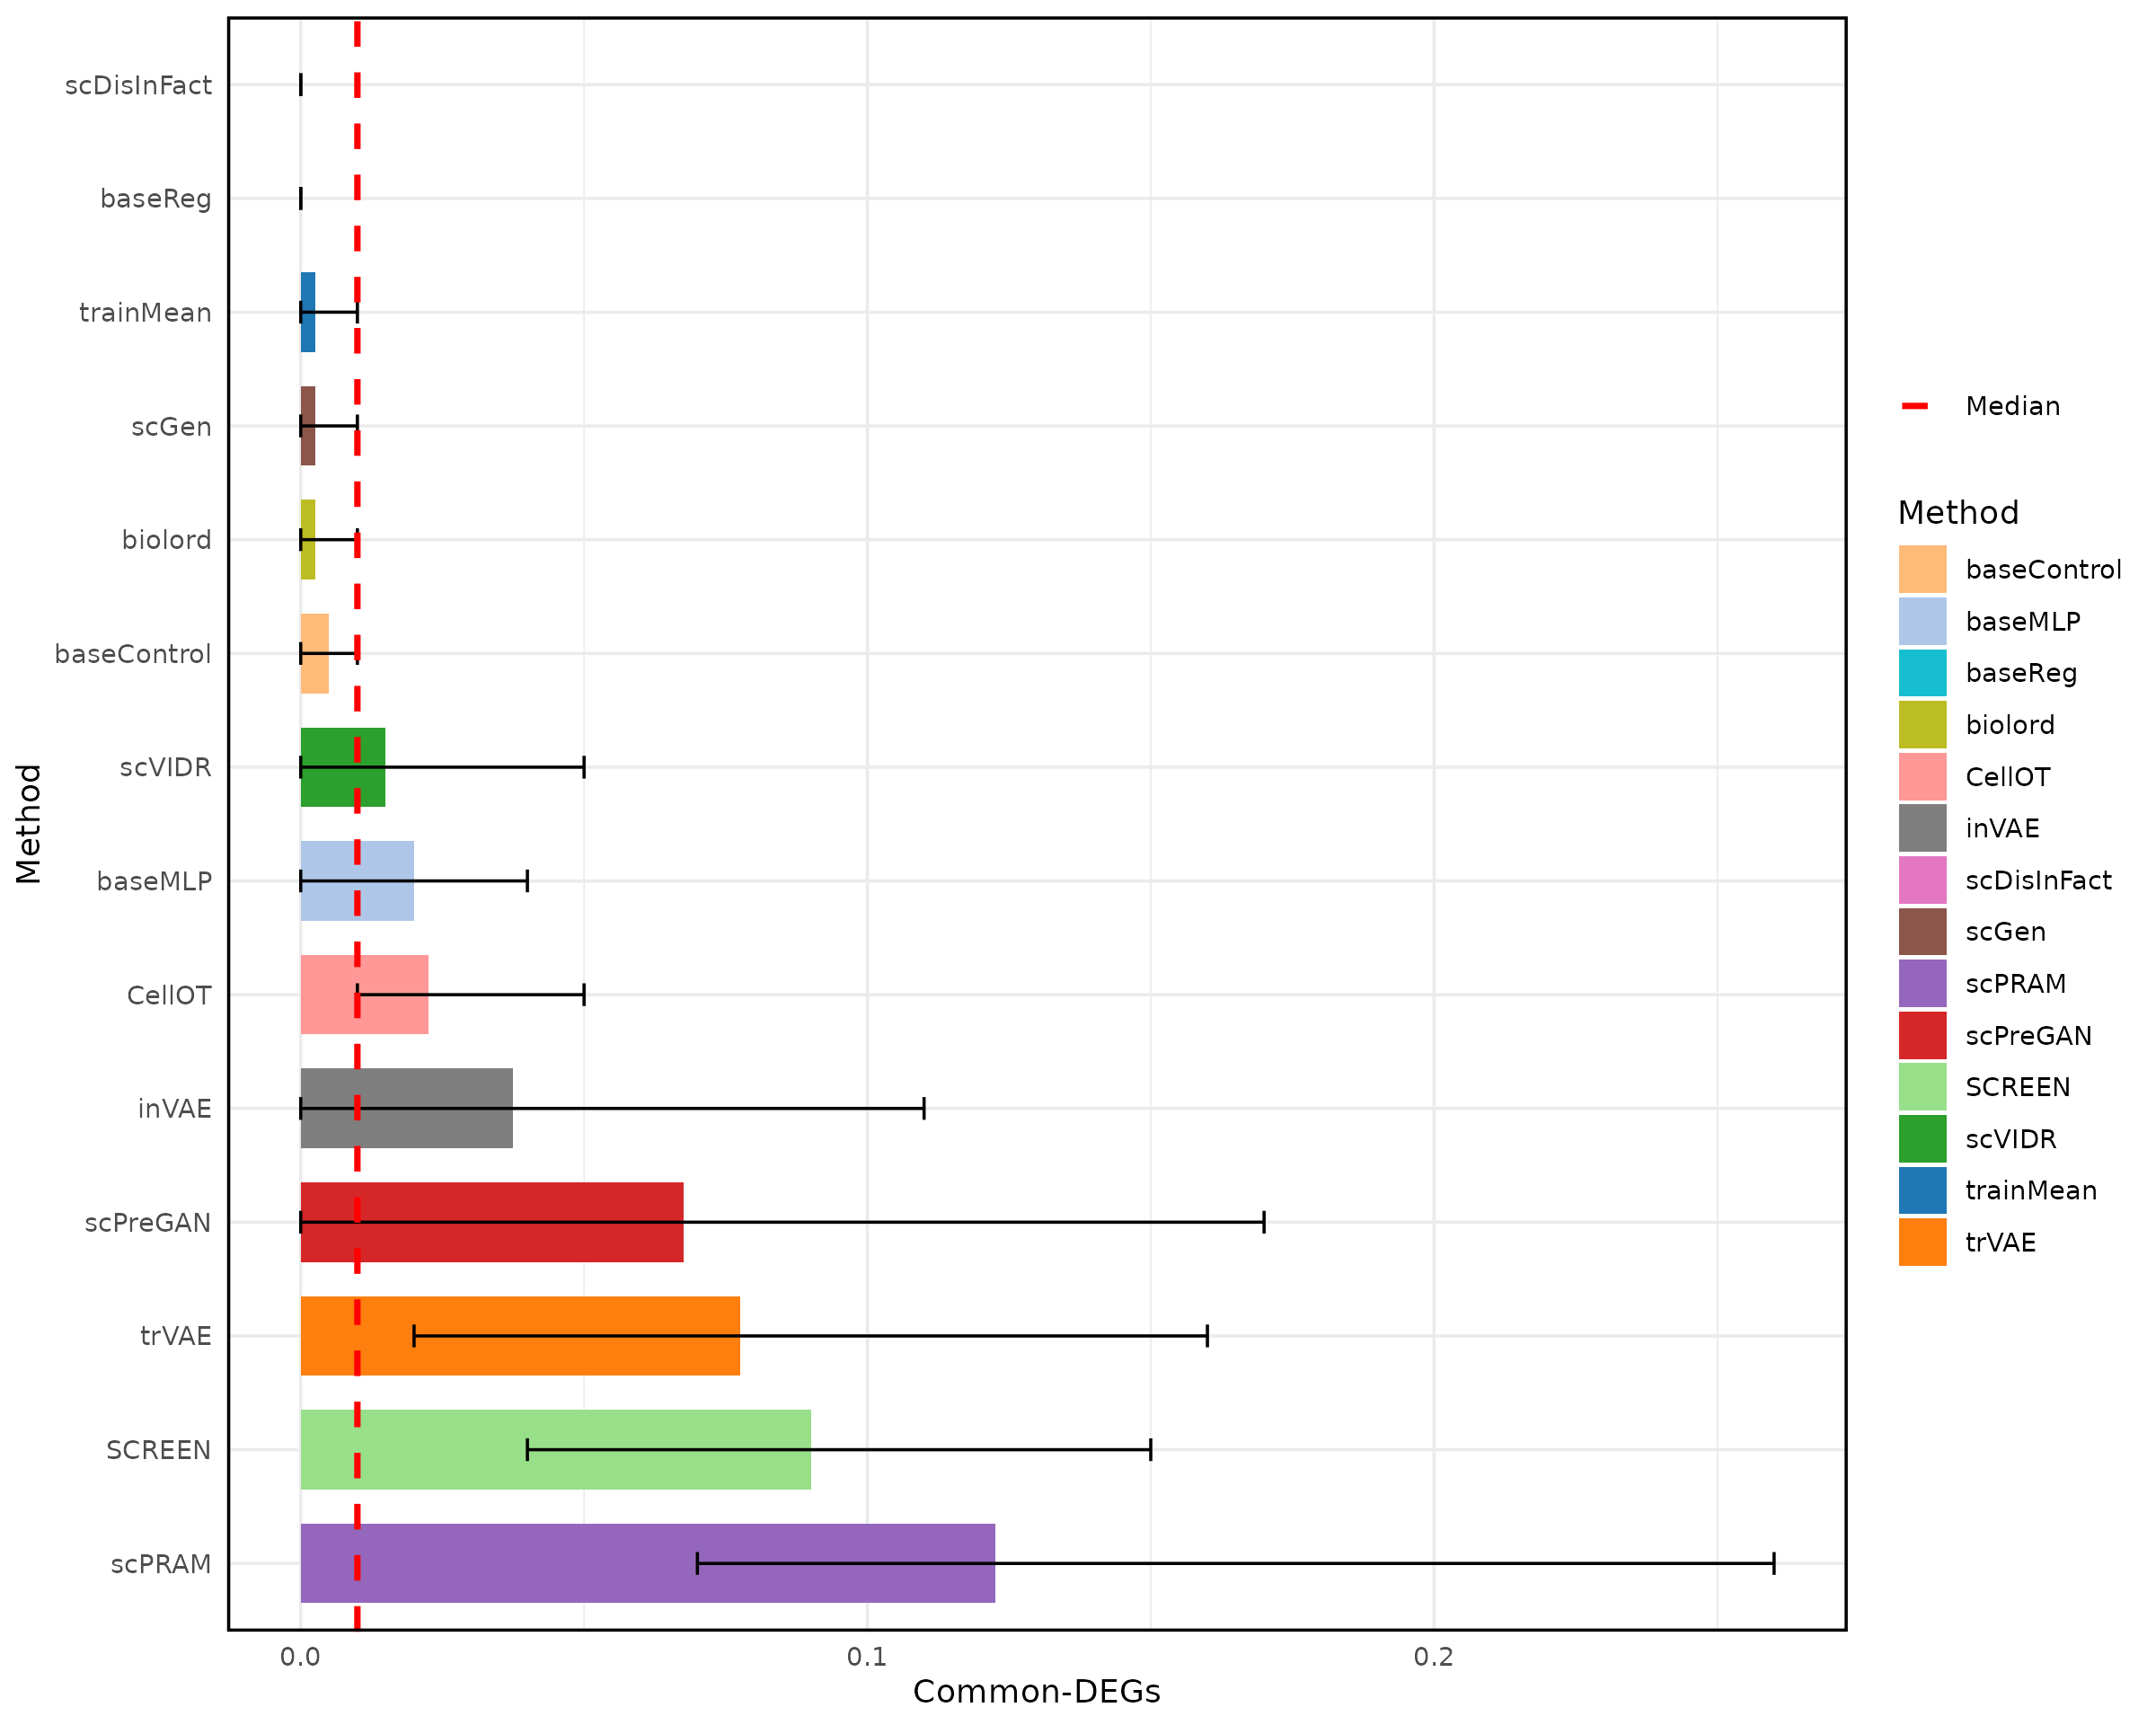 Method
scDisInFact
baseReg
trainMean
scGen
biolord
baseControl
scVIDR
baseMLP
CellOT
inVAE
scPreGAN
trVAE
SCREEN
scPRAM
0.0 0.1 0.2
Common-DEGs
Median
Method
baseControl
baseMLP
baseReg
biolord
CellOT
inVAE
scDisInFact
scGen
scPRAM
scPreGAN
SCREEN
scVIDR
trainMean
trVAE